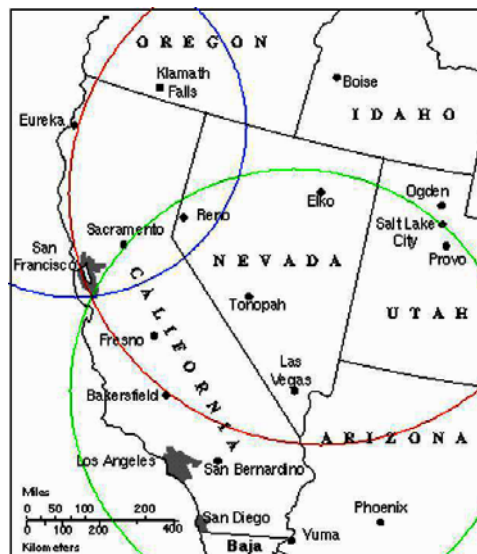 OREGON
Klamath
Falls
Boise
IDAHO
Eureka
Elko
Ogden
Reno
Sacramento
Salt Lake
City
Provo
San
Francisco
NEVADA
CALIFORNIA
Tonopah
UTAH
Fresno
Las
Vegas
Bakersfield
ARIZONA
Los Angeles
San Bernardino
Miles
0 100 200
0 200 400
Kilometers
San Diego
Phoenix
Baja
Yuma